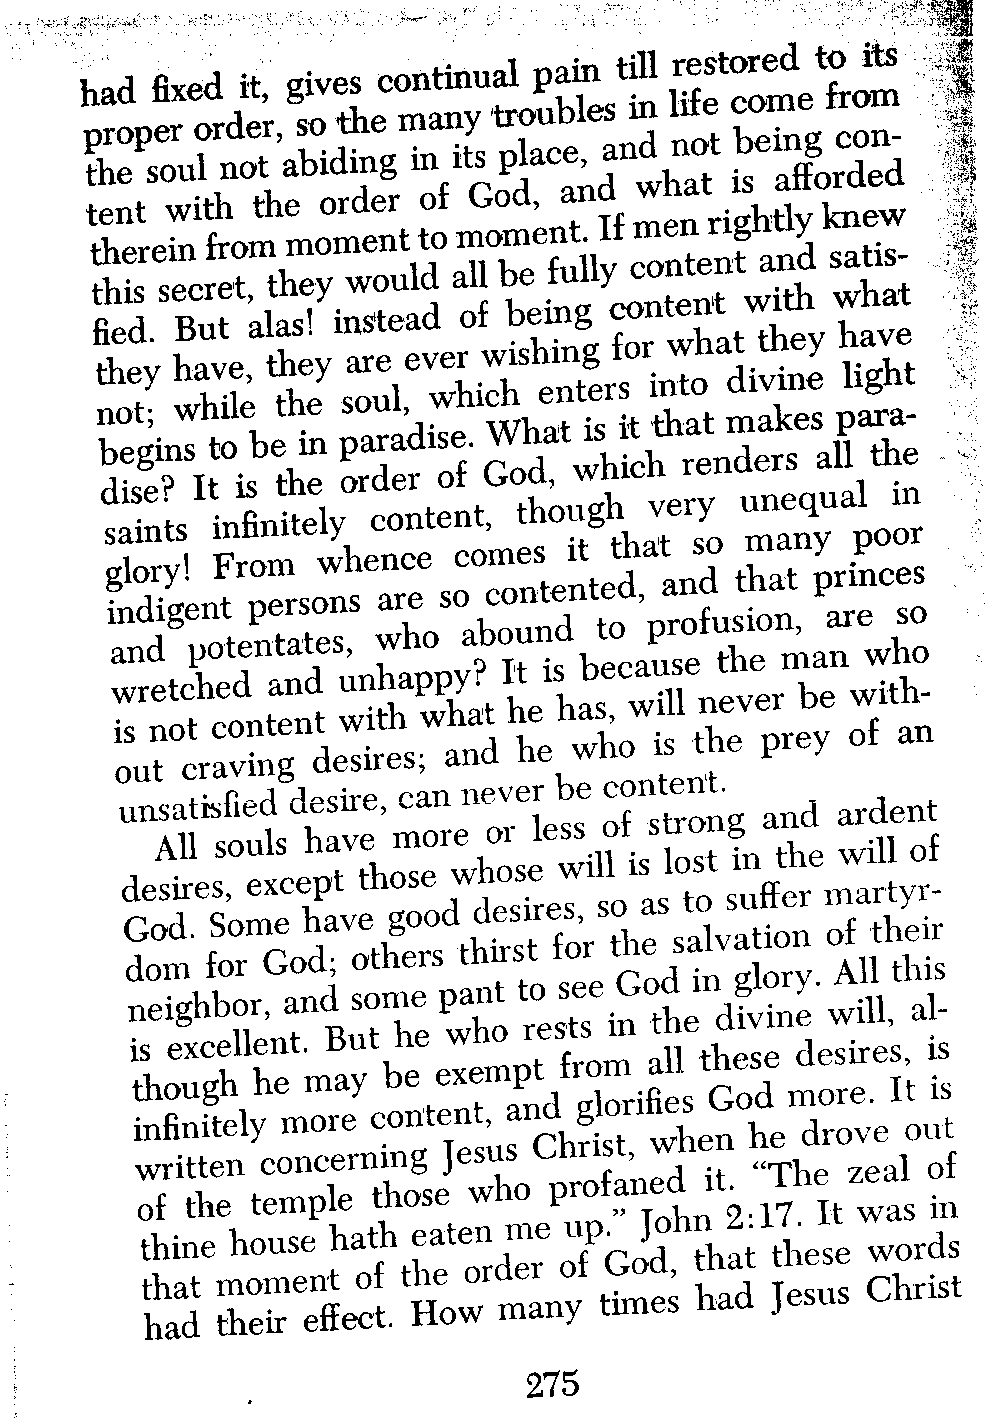 had fixed it, gives continual pain till restored to its
proper order, so the many troubles in life come from
the soul not abiding in its place, and not being con-
tent with the order of God, and what is afforded
therein from moment to moment. If men rightly knew
this secret, they would all be fully content and satis-
fied. But alas! instead of being content with what
they have, they are ever wishing for what they have
not; while the soul, which enters into divine light
begins to be in paradise. What is it that makes para-
dise? It is the order of God, which renders all the
saints infinitely content, though very unequal in
glory! From whence comes it that so many poor
indigent persons are so contented, and that princes
and potentates, who abound to profusion, are so
wretched and unhappy? It is because the man who
is not content with what he has, will never be with-
out craving desires; and he who is the prey of an
unsatisfied desire, can never be content.
All souls have more or less of strong and ardent
desires, except those whose will is lost in the will of
God. Some have good desires, so as to suffer martyr-
dom for God; others thirst for the salvation of their
neighbor, and some pant to see God in glory. All this
is excellent. But he who rests in the divine will, al-
though he may be exempt from all these desires, is
infinitely more content, and glorifies God more. It is
written concerning Jesus Christ, when he drove out
of the temple those who profaned it. “The zeal of
thine house hath eaten me up.” John 2:17. It was in
that moment of the order of God, that these words
had their effect. How many times had Jesus Christ
275